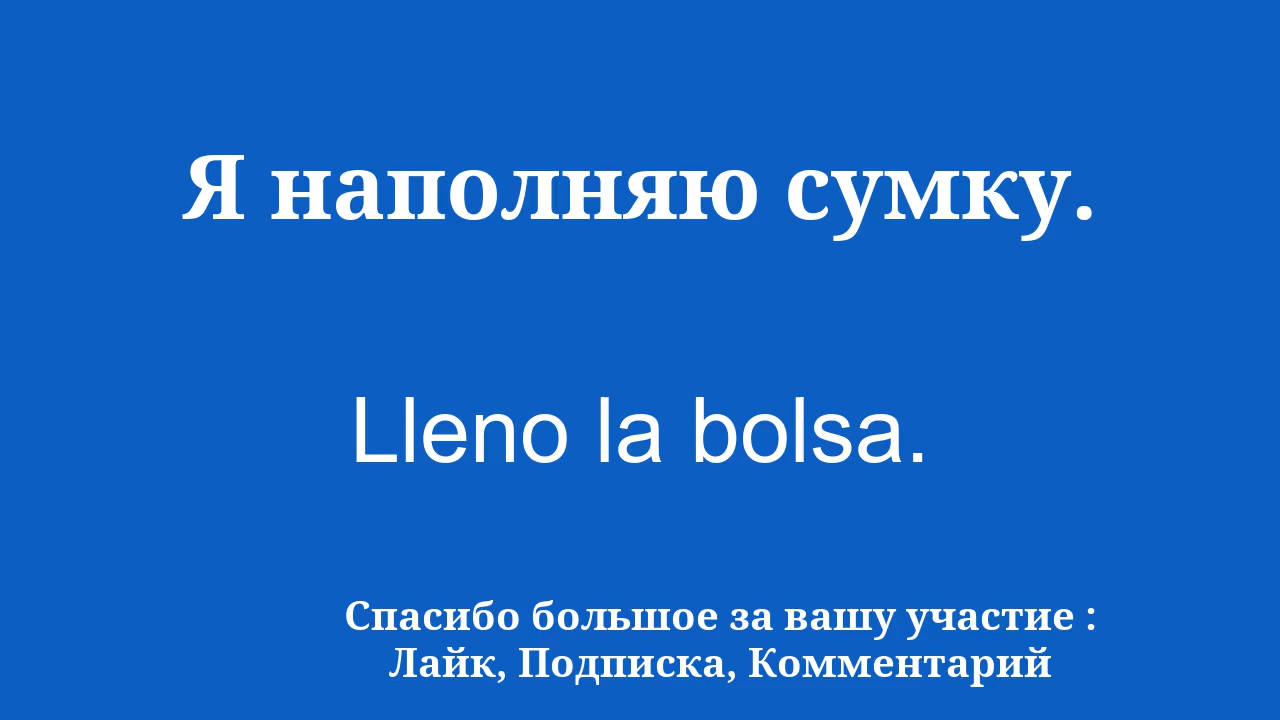 Я наполняю сумку.
Lleno la bolsa.
Спасибо большое за вашу участие :
Лайк, Подписка, Комментарий